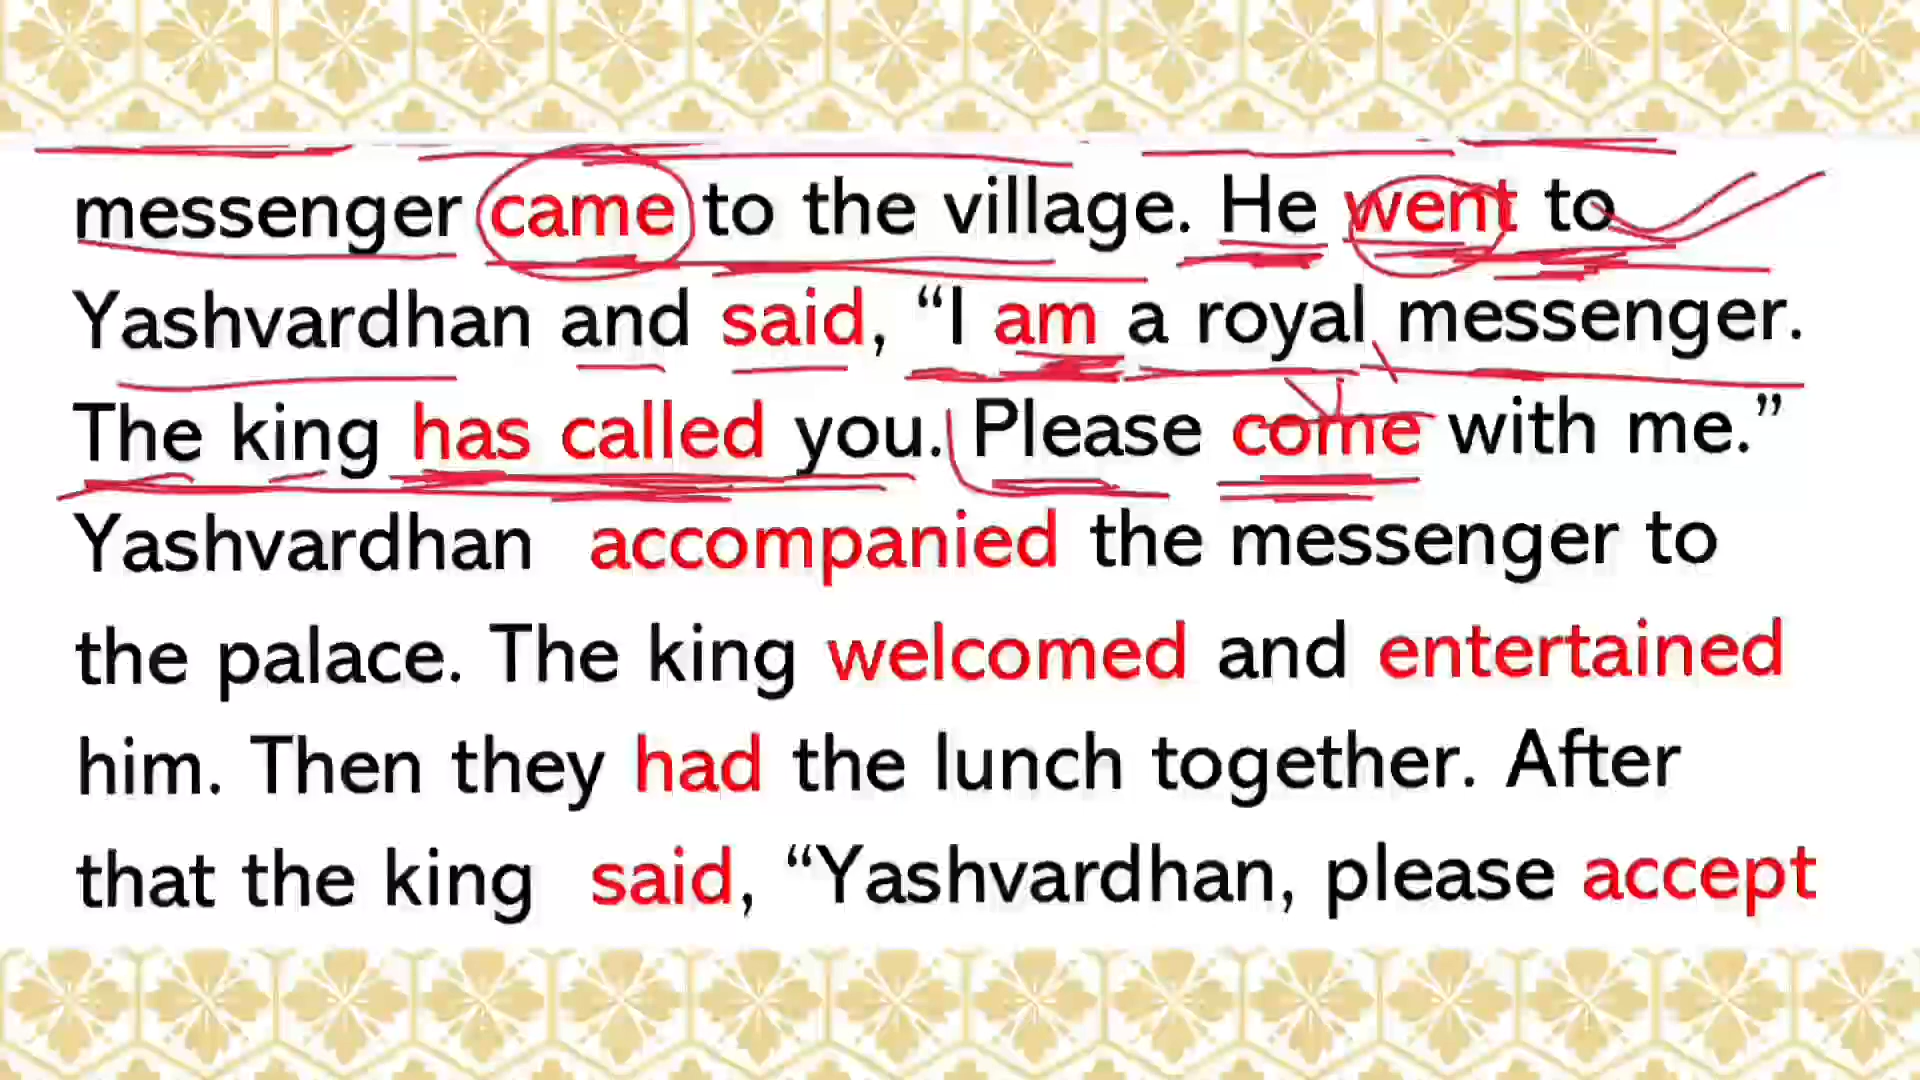 messenger came to the village. He went to
Yashvardhan and said, “I am a royal messenger.
The king has called you. Please come with me.”
Yashvardhan accompanied the messenger to
the palace. The king welcomed and entertained
him. Then they had the lunch together. After
that the king said, “Yashvardhan, please accept